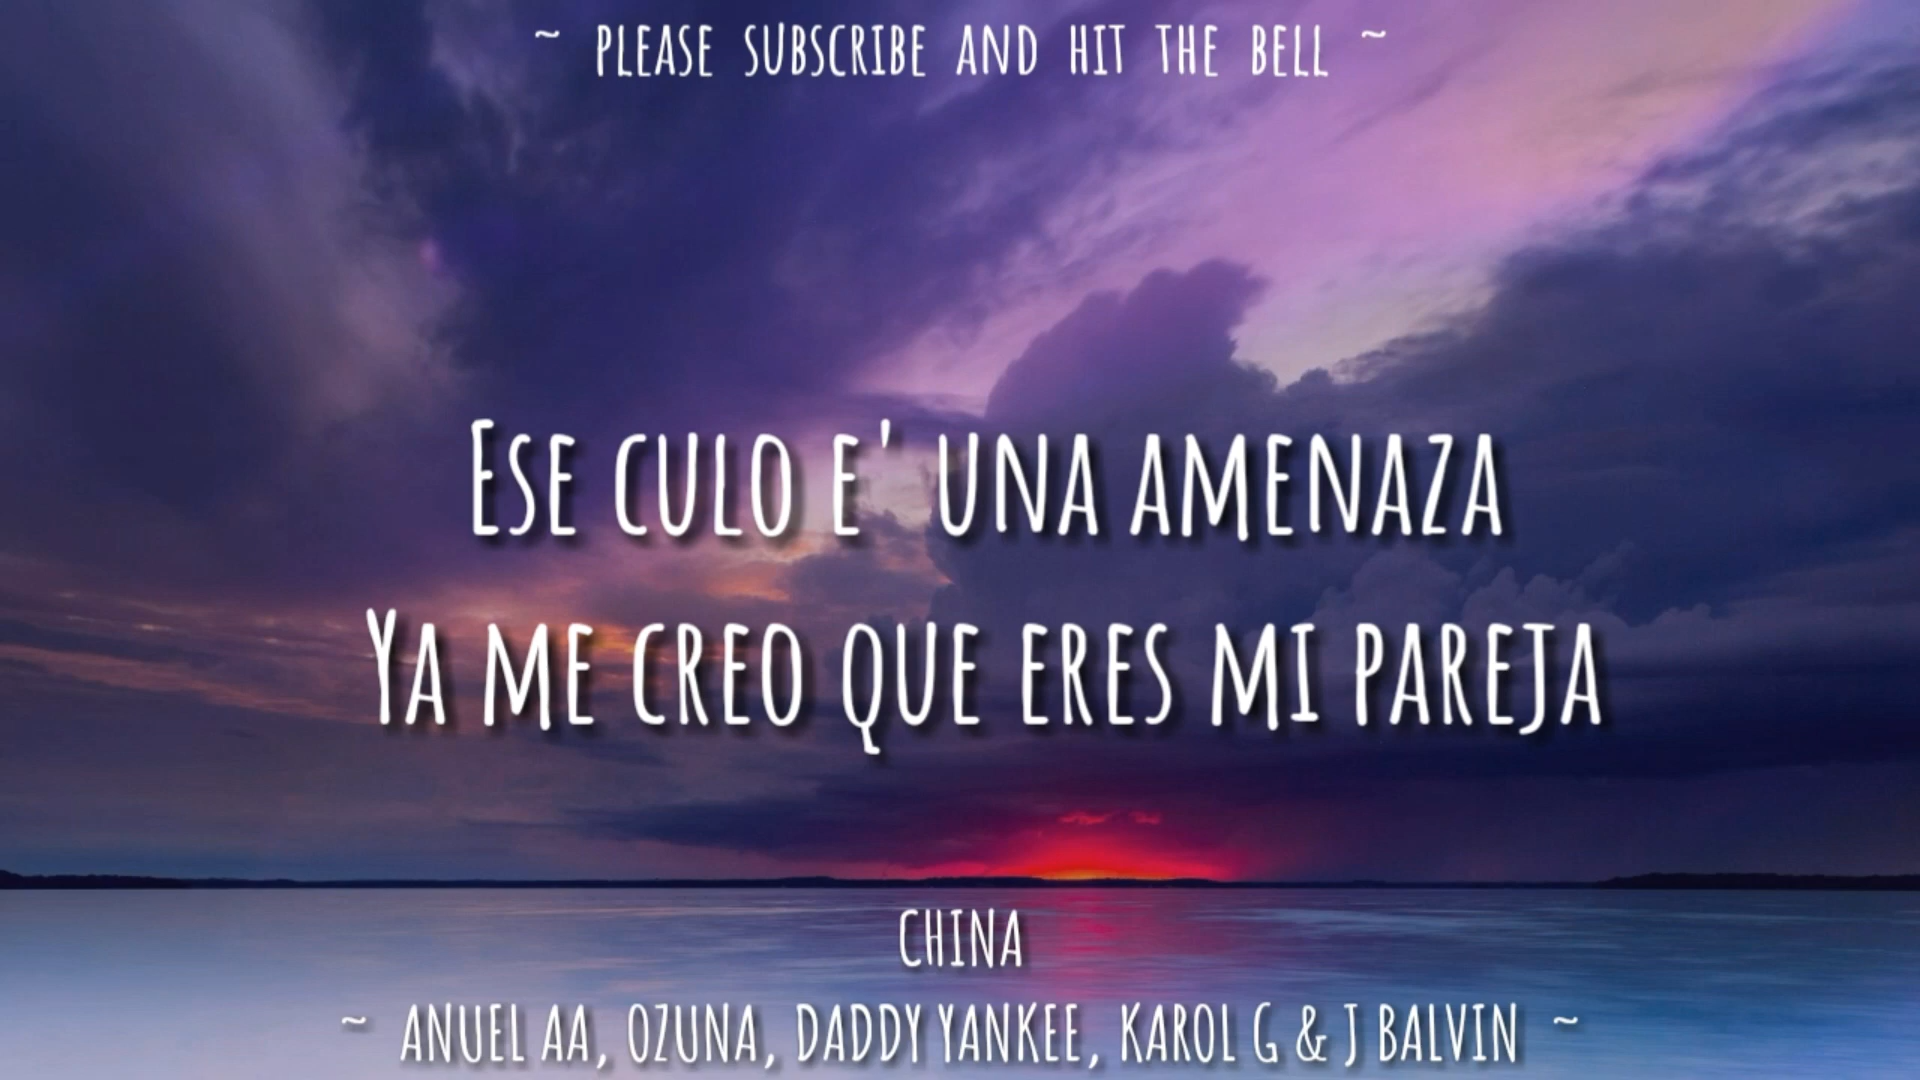 ~ PLEASE SUBSCRIBE AND HIT THE BELL ~
ESE CULO E' UNA AMENAZA
YA ME CREO QUE ERES MI PAREJA
CHINA
~ ANUEL AA, OZUNA, DADDY YANKEE, KAROL G & J BALVIN ~